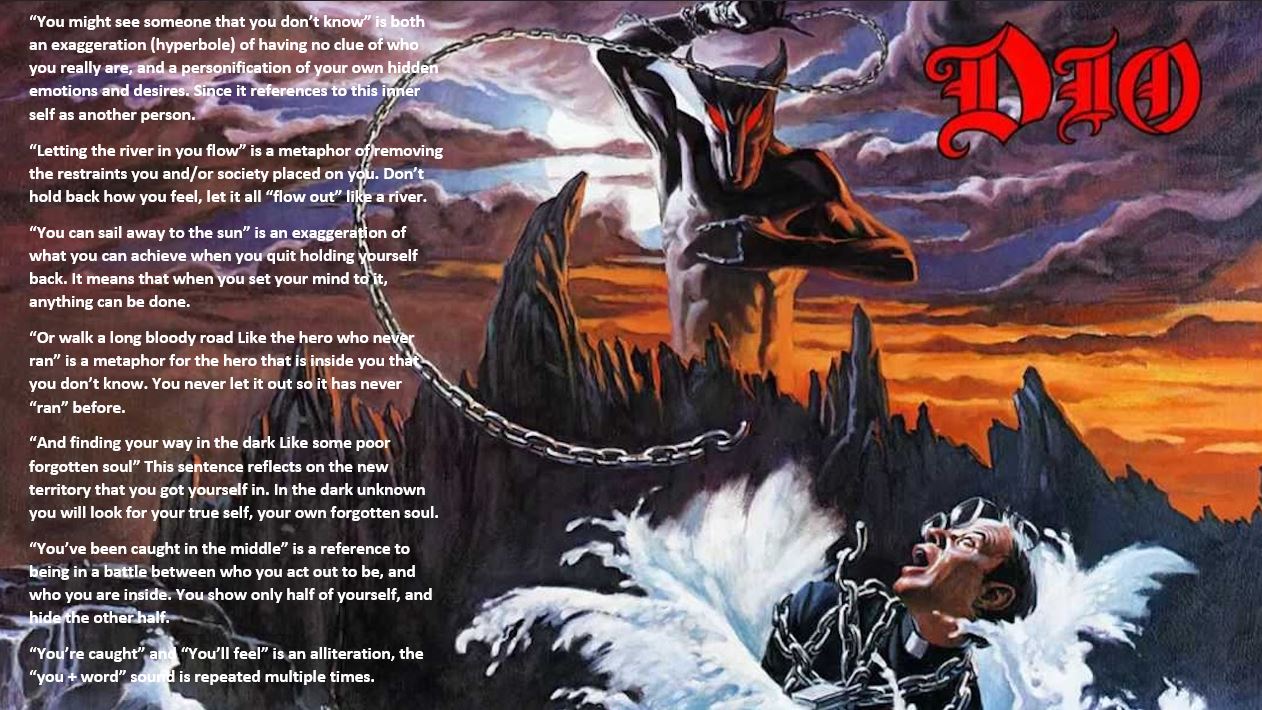 “You might see someone that you don’t know” is both
an exaggeration (hyperbole) of having no clue of who
you really are, and a personification of your own hidden
emotions and desires. Since it references to this inner
self as another person.
“Letting the river in you flow” is a metaphor of removing
the restraints you and/or society placed on you. Don’t
hold back how you feel, let it all “flow out” like a river.
“You can sail away to the sun” is an exaggeration of
what you can achieve when you quit holding yourself
back. It means that when you set your mind to it,
anything can be done.
“Or walk a long bloody road Like the hero who never
ran” is a metaphor for the hero that is inside you that
you don’t know. You never let it out so it has never
“ran” before.
“And finding your way in the dark Like some poor
forgotten soul” This sentence reflects on the new
territory that you got yourself in. In the dark unknown
you will look for your true self, your own forgotten soul.
“You’ve been caught in the middle” is a reference to
being in a battle between who you act out to be, and
who you are inside. You show only half of yourself, and
hide the other half.
“You’re caught” and “You’ll feel” is an alliteration, the
“you + word” sound is repeated multiple times.
DIO